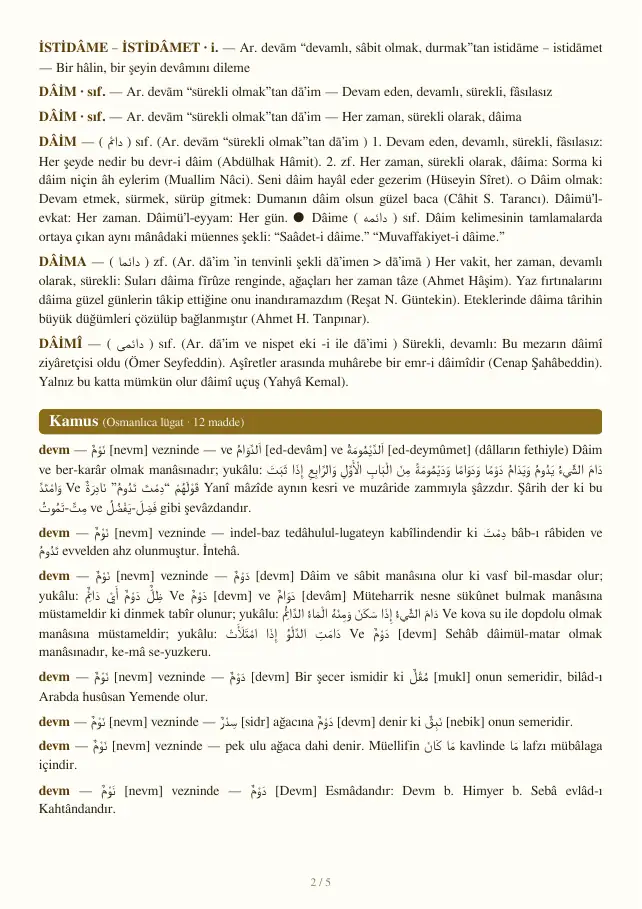 İSTİDÂME – İSTİDÂMET · i. — Ar. devām “devamlı, sâbit olmak, durmak”tan istidāme – istidāmet
— Bir hâlin, bir şeyin devâmını dileme
DÂİM · sıf. — Ar. devām “sürekli olmak”tan dā’im — Devam eden, devamlı, sürekli, fâsılasız
DÂİM · sıf. — Ar. devām “sürekli olmak”tan dā’im — Her zaman, sürekli olarak, dâima
DÂİM — ( دائم ) sıf. (Ar. devām “sürekli olmak”tan dā’im ) 1. Devam eden, devamlı, sürekli, fâsılasız:
Her şeyde nedir bu devr-i dâim (Abdülhak Hâmit). 2. zf. Her zaman, sürekli olarak, dâima: Sorma ki
dâim niçin âh eylerim (Muallim Nâci). Seni dâim hayâl eder gezerim (Hüseyin Sîret). ѻ Dâim olmak:
Devam etmek, sürmek, sürüp gitmek: Dumanın dâim olsun güzel baca (Câhit S. Tarancı). Dâimü’l-
evkat: Her zaman. Dâimü’l-eyyam: Her gün. ● Dâime ( دائمه ) sıf. Dâim kelimesinin tamlamalarda
ortaya çıkan aynı mânâdaki müennes şekli: “Saâdet-i dâime.” “Muvaffakiyet-i dâime.”
DÂİMA — ( دائما ) zf. (Ar. dā’im ’in tenvinli şekli dā’imen > dā’imā ) Her vakit, her zaman, devamlı
olarak, sürekli: Suları dâima fîrûze renginde, ağaçları her zaman tâze (Ahmet Hâşim). Yaz fırtınalarını
dâima güzel günlerin tâkip ettiğine onu inandıramazdım (Reşat N. Güntekin). Eteklerinde dâima târihin
büyük düğümleri çözülüp bağlanmıştır (Ahmet H. Tanpınar).
DÂİMÎ — ( دائمی ) sıf. (Ar. dā’im ve nispet eki -і ile dā’imі ) Sürekli, devamlı: Bu mezarın dâimî
ziyâretçisi oldu (Ömer Seyfeddin). Aşîretler arasında muhârebe bir emr-i dâimîdir (Cenap Şahâbeddin).
Yalnız bu katta mümkün olur dâimî uçuş (Yahyâ Kemal).
Kamus (Osmanlıca lügat · 12 madde)
devm — نَوْمٌ [nevm] vezninde — ve اَلدَّوَامُ [ed-devâm] ve اَلدَّيْمُومَةُ [ed-deymûmet] (dâlların fethiyle) Dâim
ve ber-karâr olmak manâsınadır; yukâlu: دَامَ الشَّيْءُ يَدُومُ وَيَدَامُ دَوْمًا وَدَوَامًا وَدَيْمُومَةً مِنَ الْبَابِ الْأَوَّلِ وَالرَّابِعِ إِذَا ثَبَتَ
وَامْتَدَّ Ve قَوْلُهُمْ “دِمْتَ تَدُومُ” نَادِرَةٌ Yanî mâzîde aynın kesri ve muzâride zammıyla şâzzdır. Şârih der ki bu
مِتَّ-تَمُوتُ ve فَضِلَ-يَفْضُلُ gibi şevâzdandır.
devm — نَوْمٌ [nevm] vezninde — indel-baz tedâhulul-lugateyn kabîlindendir ki دِمْتَ bâb-ı râbiden ve
تَدُومُ evvelden ahz olunmuştur. İntehâ.
devm — نَوْمٌ [nevm] vezninde — دَوْمٌ [devm] Dâim ve sâbit manâsına olur ki vasf bil-masdar olur;
yukâlu: ظِلٌّ دَوْمٌ أَيْ دَائِمٌ Ve دَوْمٌ [devm] ve دَوَامٌ [devâm] Müteharrik nesne sükûnet bulmak manâsına
müstameldir ki dinmek tabîr olunur; yukâlu: دَامَ الشَّيْءُ إِذَا سَكَنَ وَمِنْهُ الْمَاءُ الدَّائِمُ Ve kova su ile dopdolu olmak
manâsına müstameldir; yukâlu: دَامَتِ الدَّلْوُ إِذَا امْتَلَأَتْ Ve دَوْمٌ [devm] Sehâb dâimül-matar olmak
manâsınadır, ke-mâ se-yuzkeru.
devm — نَوْمٌ [nevm] vezninde — دَوْمٌ [devm] Bir şecer ismidir ki مُقْلٌ [mukl] onun semeridir, bilâd-ı
Arabda husûsan Yemende olur.
devm — نَوْمٌ [nevm] vezninde — سِدْرٌ [sidr] ağacına دَوْمٌ [devm] denir ki نَبِقٌ [nebik] onun semeridir.
devm — نَوْمٌ [nevm] vezninde — pek ulu ağaca dahi denir. Müellifin مَا كَانَ kavlinde مَا lafzı mübâlaga
içindir.
devm — نَوْمٌ [nevm] vezninde — دَوْمٌ [Devm] Esmâdandır: Devm b. Himyer b. Sebâ evlâd-ı
Kahtândandır.
2 / 5